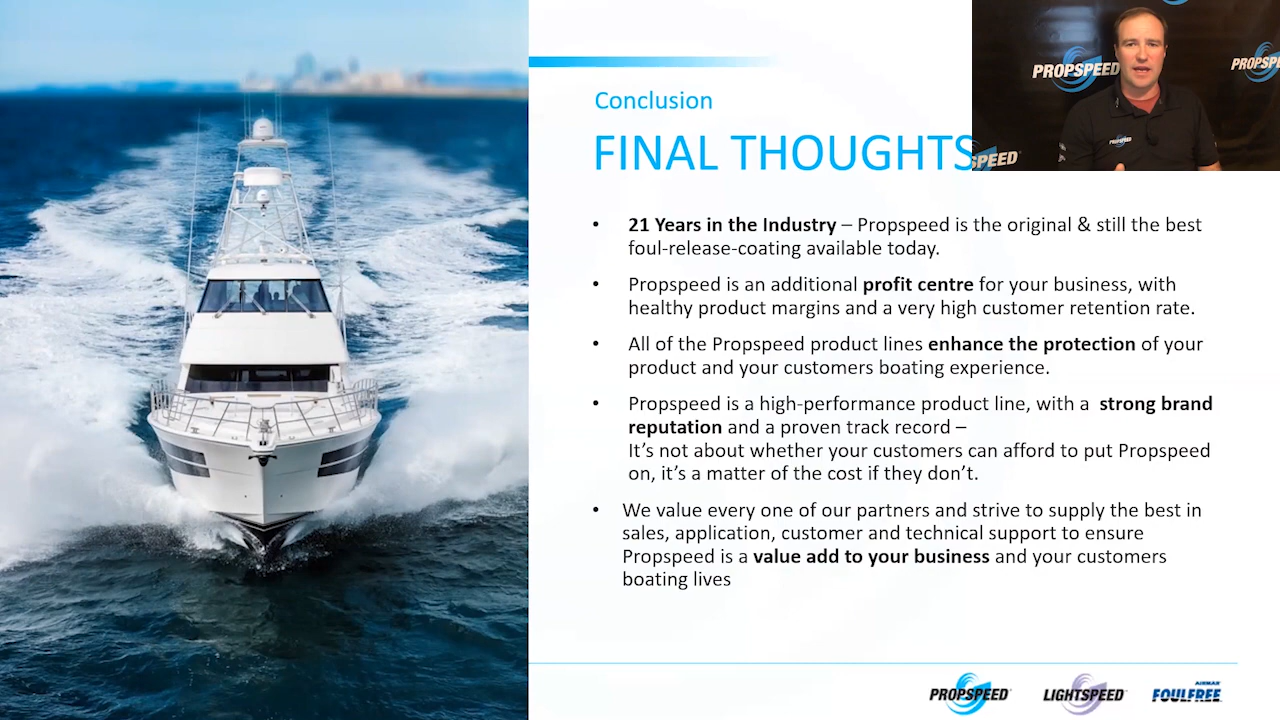 Conclusion
FINAL THOUGHTS
PROPSPEED
PROPSPEED
SPEED
PROPSPEED
• 21 Years in the Industry – Propspeed is the original & still the best
foul-release-coating available today.
• Propspeed is an additional profit centre for your business, with
healthy product margins and a very high customer retention rate.
• All of the Propspeed product lines enhance the protection of your
product and your customers boating experience.
• Propspeed is a high-performance product line, with a strong brand
reputation and a proven track record –
It’s not about whether your customers can afford to put Propspeed
on, it’s a matter of the cost if they don’t.
• We value every one of our partners and strive to supply the best in
sales, application, customer and technical support to ensure
Propspeed is a value add to your business and your customers
boating lives
PROPSPEED
LIGHTSPEED
AIRMAR
FOULFREE